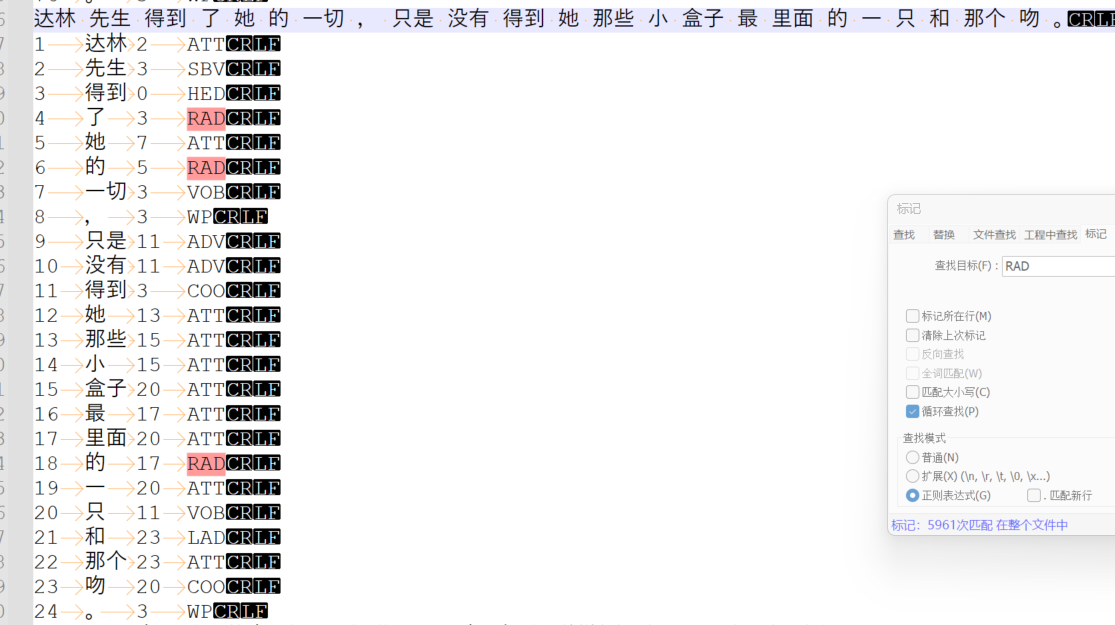 达林 先生 得到 了 她 的 一切 ， 只是 没有 得到 她 那些 小 盒子 最 里面 的 一 只 和 那个 吻 。CRLF
1 达林 2 ATTCRLF
2 先生 3 SBVCRLF
3 得到 0 HEDCRLF
4 了 3 RADCRLF
5 她 7 ATTCRLF
6 的 5 RADCRLF
7 一切 3 VOBCRLF
8 ， 3 WPCRLF
9 只是 11 ADVCRLF
10 没有 11 ADVCRLF
11 得到 3 COOCRLF
12 她 13 ATTCRLF
13 那些 15 ATTCRLF
14 小 15 ATTCRLF
15 盒子 20 ATTCRLF
16 最 17 ATTCRLF
17 里面 20 ATTCRLF
18 的 17 RADCRLF
19 一 20 ATTCRLF
20 只 11 VOBCRLF
21 和 23 LADCRLF
22 那个 23 ATTCRLF
23 吻 20 COOCRLF
24 。 3 WPCRLF
标记
查找 替换 文件查找 工程中查找 标记
查找目标(F)： RAD
标记所在行(M)
清除上次标记
反向查找
全词匹配(W)
匹配大小写(C)
循环查找(P)
查找模式
普通(N)
扩展(X) (\n, \r, \t, \0, \x...)
正则表达式(G) . 匹配新行
标记: 5961次匹配 在整个文件中